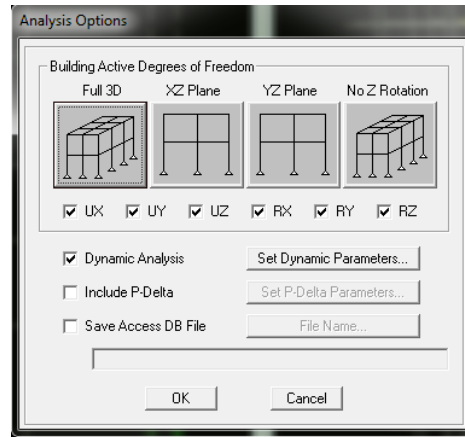 Analysis Options
Building Active Degrees of Freedom
Full 3D XZ Plane YZ Plane No Z Rotation
UX UY UZ RX RY RZ
Dynamic Analysis Set Dynamic Parameters...
Include P-Delta Set P-Delta Parameters...
Save Access DB File File Name...
OK Cancel